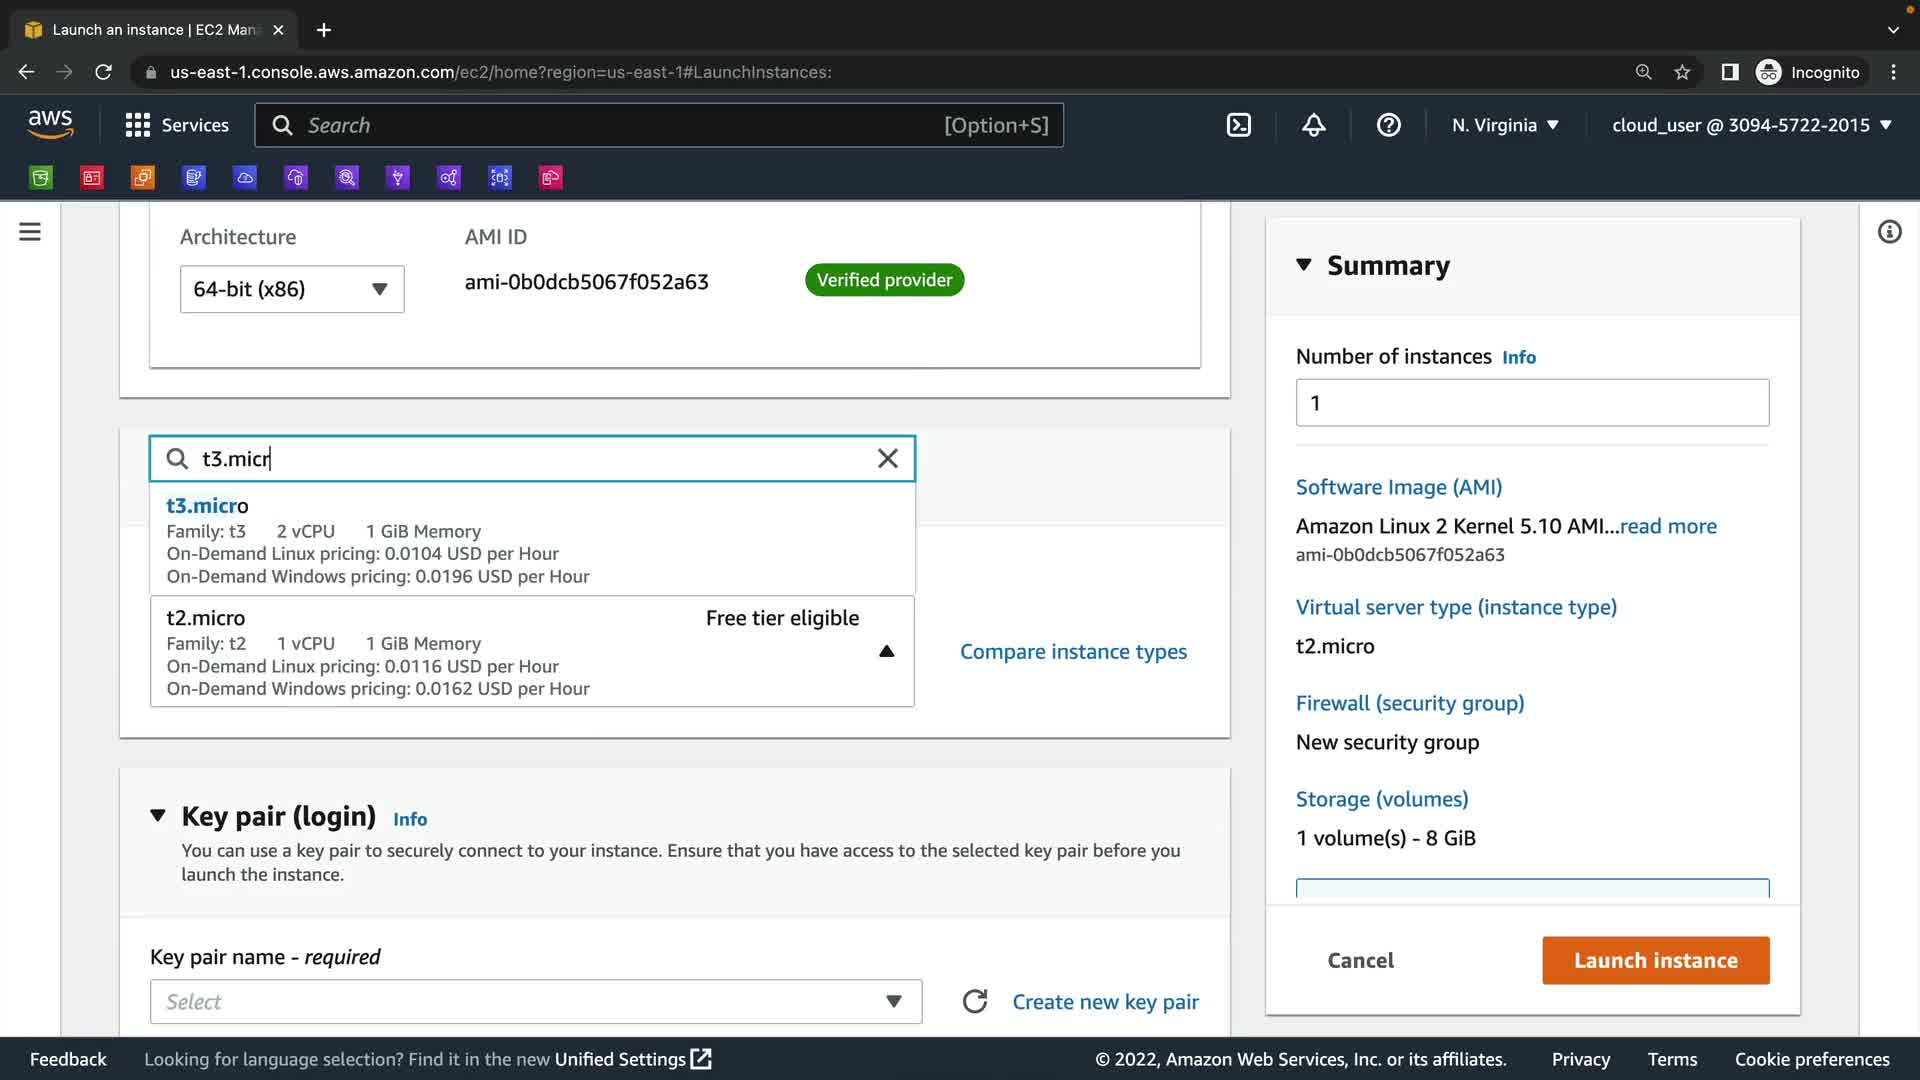 Launch an instance | EC2 Man
us-east-1.console.aws.amazon.com/ec2/home?region=us-east-1#LaunchInstances:
Incognito
aws
Services
Search
[Option+S]
N. Virginia
cloud_user @ 3094-5722-2015
Architecture
AMI ID
64-bit (x86)
ami-0b0dcb5067f052a63
Verified provider
t3.micr
t3.micro
Family: t3 2 vCPU 1 GiB Memory
On-Demand Linux pricing: 0.0104 USD per Hour
On-Demand Windows pricing: 0.0196 USD per Hour
t2.micro
Free tier eligible
Family: t2 1 vCPU 1 GiB Memory
On-Demand Linux pricing: 0.0116 USD per Hour
On-Demand Windows pricing: 0.0162 USD per Hour
Compare instance types
Key pair (login) Info
You can use a key pair to securely connect to your instance. Ensure that you have access to the selected key pair before you
launch the instance.
Key pair name - required
Select
Create new key pair
Summary
Number of instances Info
1
Software Image (AMI)
Amazon Linux 2 Kernel 5.10 AMI...read more
ami-0b0dcb5067f052a63
Virtual server type (instance type)
t2.micro
Firewall (security group)
New security group
Storage (volumes)
1 volume(s) - 8 GiB
Cancel
Launch instance
Feedback
Looking for language selection? Find it in the new Unified Settings
© 2022, Amazon Web Services, Inc. or its affiliates.
Privacy
Terms
Cookie preferences